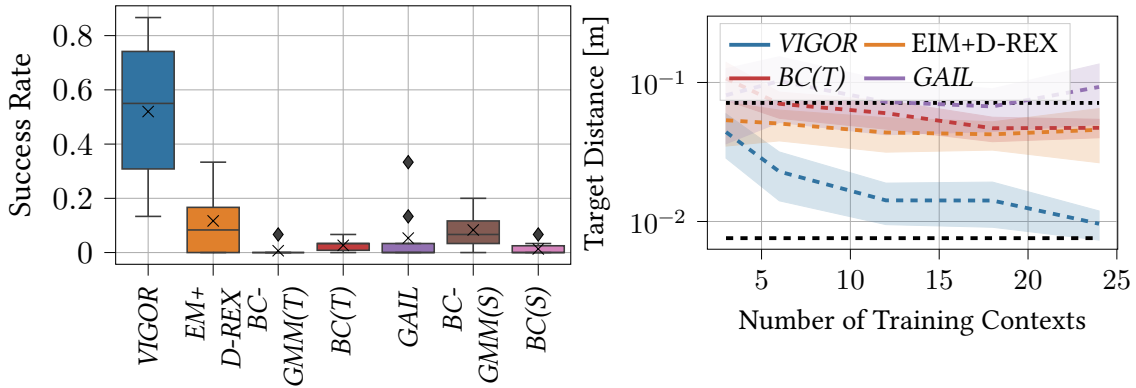 Success Rate
0.8
0.6
0.4
0.2
0
VIGOR
EM+
D-REX
BC-
GMM(T)
BC(T)
GAIL
BC-
GMM(S)
BC(S)
Target Distance [m]
10⁻¹
10⁻²
VIGOR
EIM+D-REX
BC(T)
GAIL
5
10
15
20
25
Number of Training Contexts